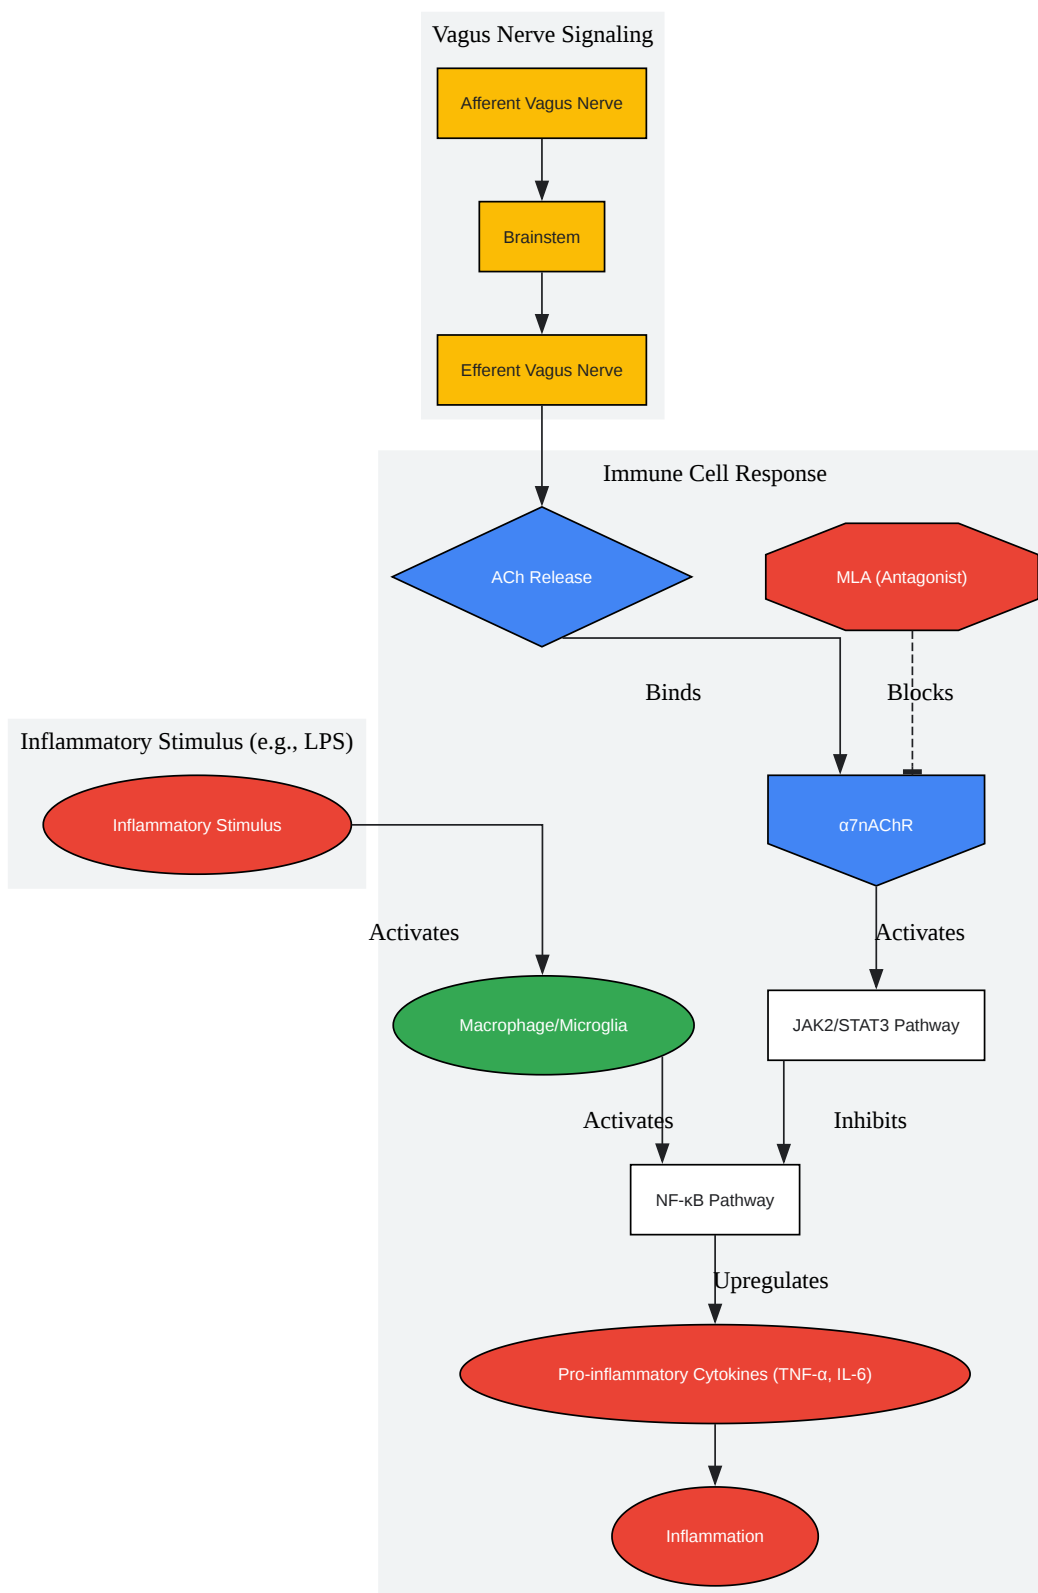 Vagus Nerve Signaling
Afferent Vagus Nerve
Brainstem
Efferent Vagus Nerve
Immune Cell Response
ACh Release
MLA (Antagonist)
Binds
Blocks
Inflammatory Stimulus (e.g., LPS)
Inflammatory Stimulus
α7nAChR
Activates
Activates
Macrophage/Microglia
JAK2/STAT3 Pathway
Activates
Inhibits
NF-κB Pathway
Upregulates
Pro-inflammatory Cytokines (TNF-α, IL-6)
Inflammation